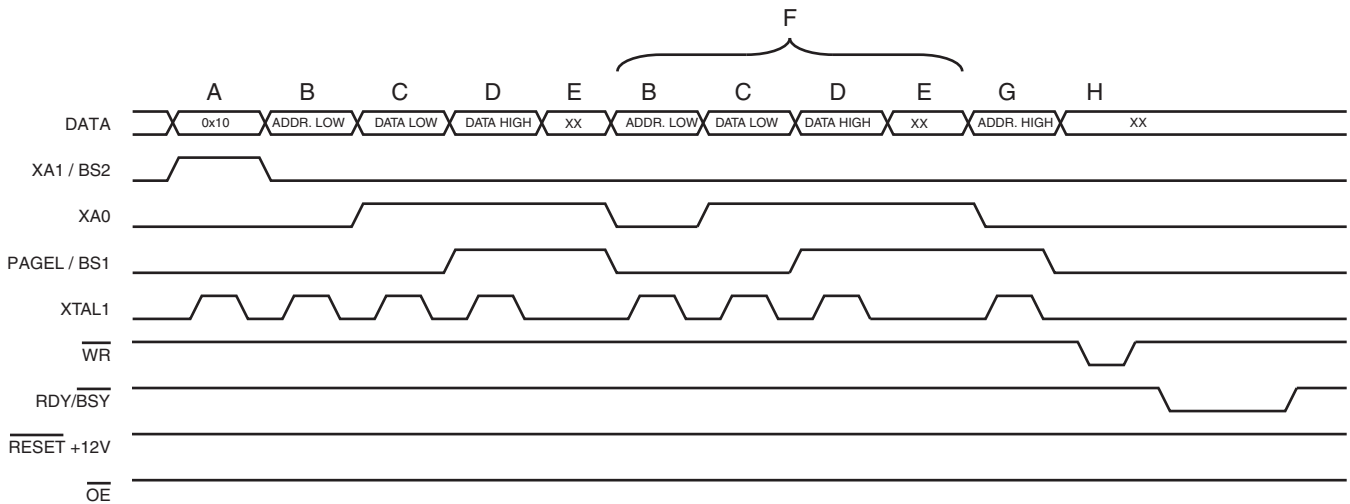 F
A B C D E B C D E G H
DATA 0x10 ADDR. LOW DATA LOW DATA HIGH XX ADDR. LOW DATA LOW DATA HIGH XX ADDR. HIGH XX
XA1 / BS2
XA0
PAGEL / BS1
XTAL1
WR
RDY/BSY
RESET +12V
OE